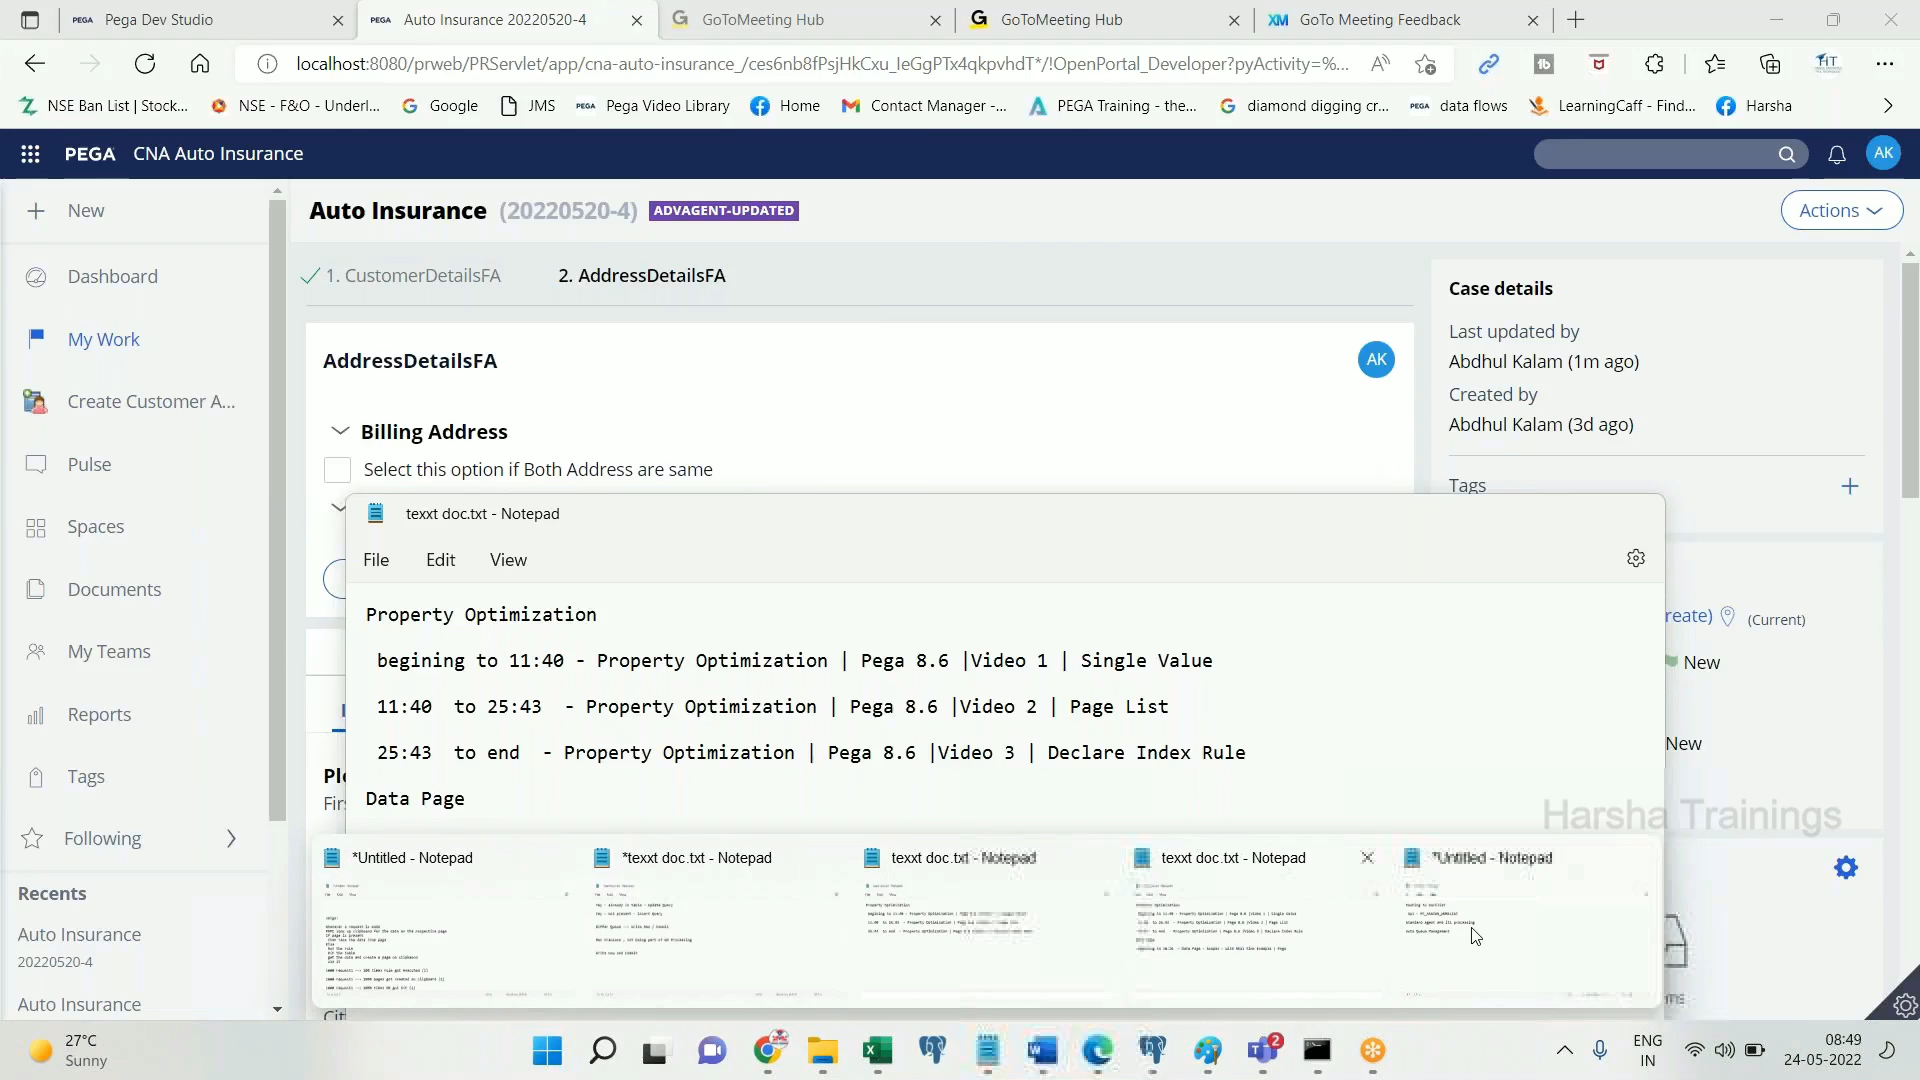 PEGA Pega Dev Studio
PEGA Auto Insurance 20220520-4
G GoToMeeting Hub
G GoToMeeting Hub
XM GoTo Meeting Feedback
localhost:8080/prweb/PRServlet/app/cna-auto-insurance_/ces6nb8fPsjHkCxu_IeGgPTx4qkpvhdT*/!OpenPortal_Developer?pyActivity=%...
NSE Ban List | Stock...
NSE - F&O - Underl...
Google
JMS
PEGA Pega Video Library
Home
Contact Manager -...
PEGA Training - the...
diamond digging cr...
PEGA data flows
LearningCaff - Find...
Harsha
PEGA CNA Auto Insurance
AK
New
Dashboard
My Work
Create Customer A...
Pulse
Spaces
Documents
My Teams
Reports
Tags
Following
Recents
Auto Insurance
20220520-4
Auto Insurance
Auto Insurance (20220520-4) ADVAGENT-UPDATED
Actions
1. CustomerDetailsFA
2. AddressDetailsFA
AddressDetailsFA
AK
Billing Address
Select this option if Both Address are same
Case details
Last updated by
Abdhul Kalam (1m ago)
Created by
Abdhul Kalam (3d ago)
Tags
reate) (Current)
New
New
texxt doc.txt - Notepad
File Edit View
Property Optimization
begining to 11:40 - Property Optimization | Pega 8.6 |Video 1 | Single Value
11:40 to 25:43 - Property Optimization | Pega 8.6 |Video 2 | Page List
25:43 to end - Property Optimization | Pega 8.6 |Video 3 | Declare Index Rule
Data Page
Harsha Trainings
*Untitled - Notepad
*texxt doc.txt - Notepad
texxt doc.txt - Notepad
texxt doc.txt - Notepad
*Untitled - Notepad
27°C
Sunny
2
ENG
IN
08:49
24-05-2022